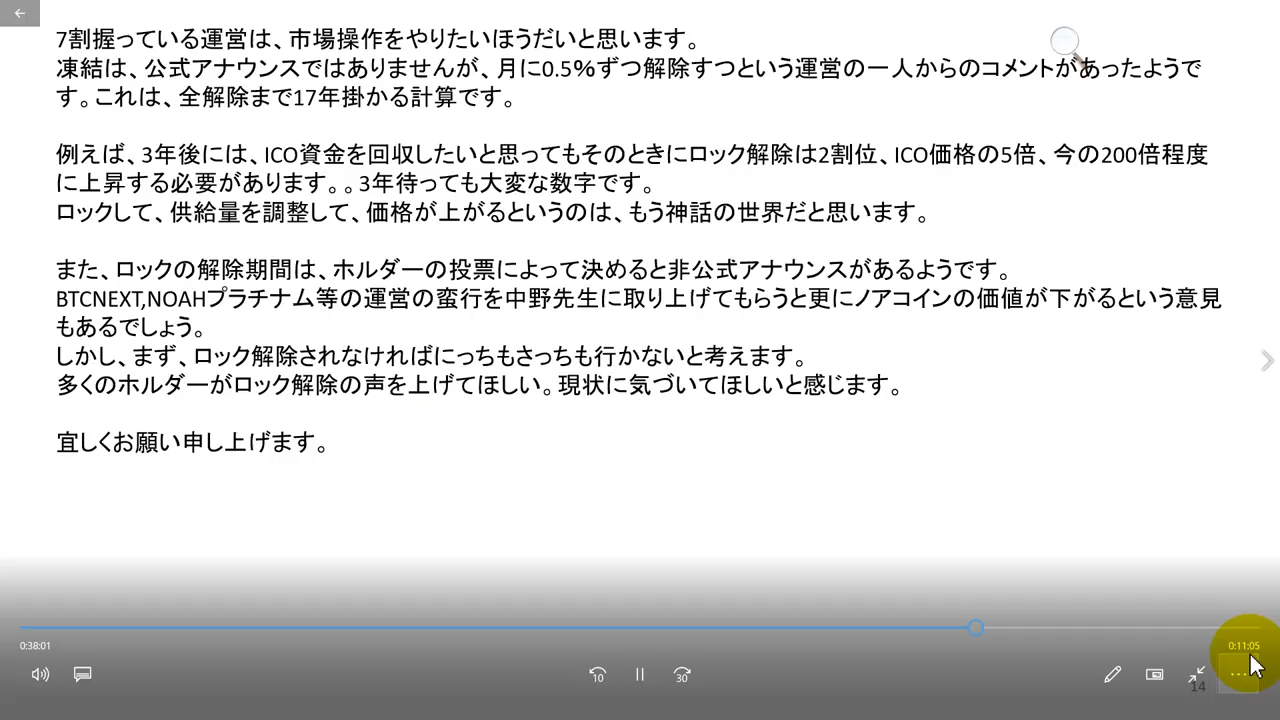 7割握っている運営は、市場操作をやりたいほうだいと思います。
凍結は、公式アナウンスではありませんが、月に0.5%ずつ解除すつという運営の一人からのコメントがあったようで
す。これは、全解除まで17年掛かる計算です。
例えば、3年後には、ICO資金を回収したいと思ってもそのときにロック解除は2割位、ICO価格の5倍、今の200倍程度
に上昇する必要があります。。3年待っても大変な数字です。
ロックして、供給量を調整して、価格が上がるというのは、もう神話の世界だと思います。
また、ロックの解除期間は、ホルダーの投票によって決めると非公式アナウンスがあるようです。
BTCNEXT,NOAHプラチナム等の運営の蛮行を中野先生に取り上げてもらうと更にノアコインの価値が下がるという意見
もあるでしょう。
しかし、まず、ロック解除されなければにっちもさっちも行かないと考えます。
多くのホルダーがロック解除の声を上げてほしい。現状に気づいてほしいと感じます。
宜しくお願い申し上げます。
0:38:01
0:11:05
10
30
14